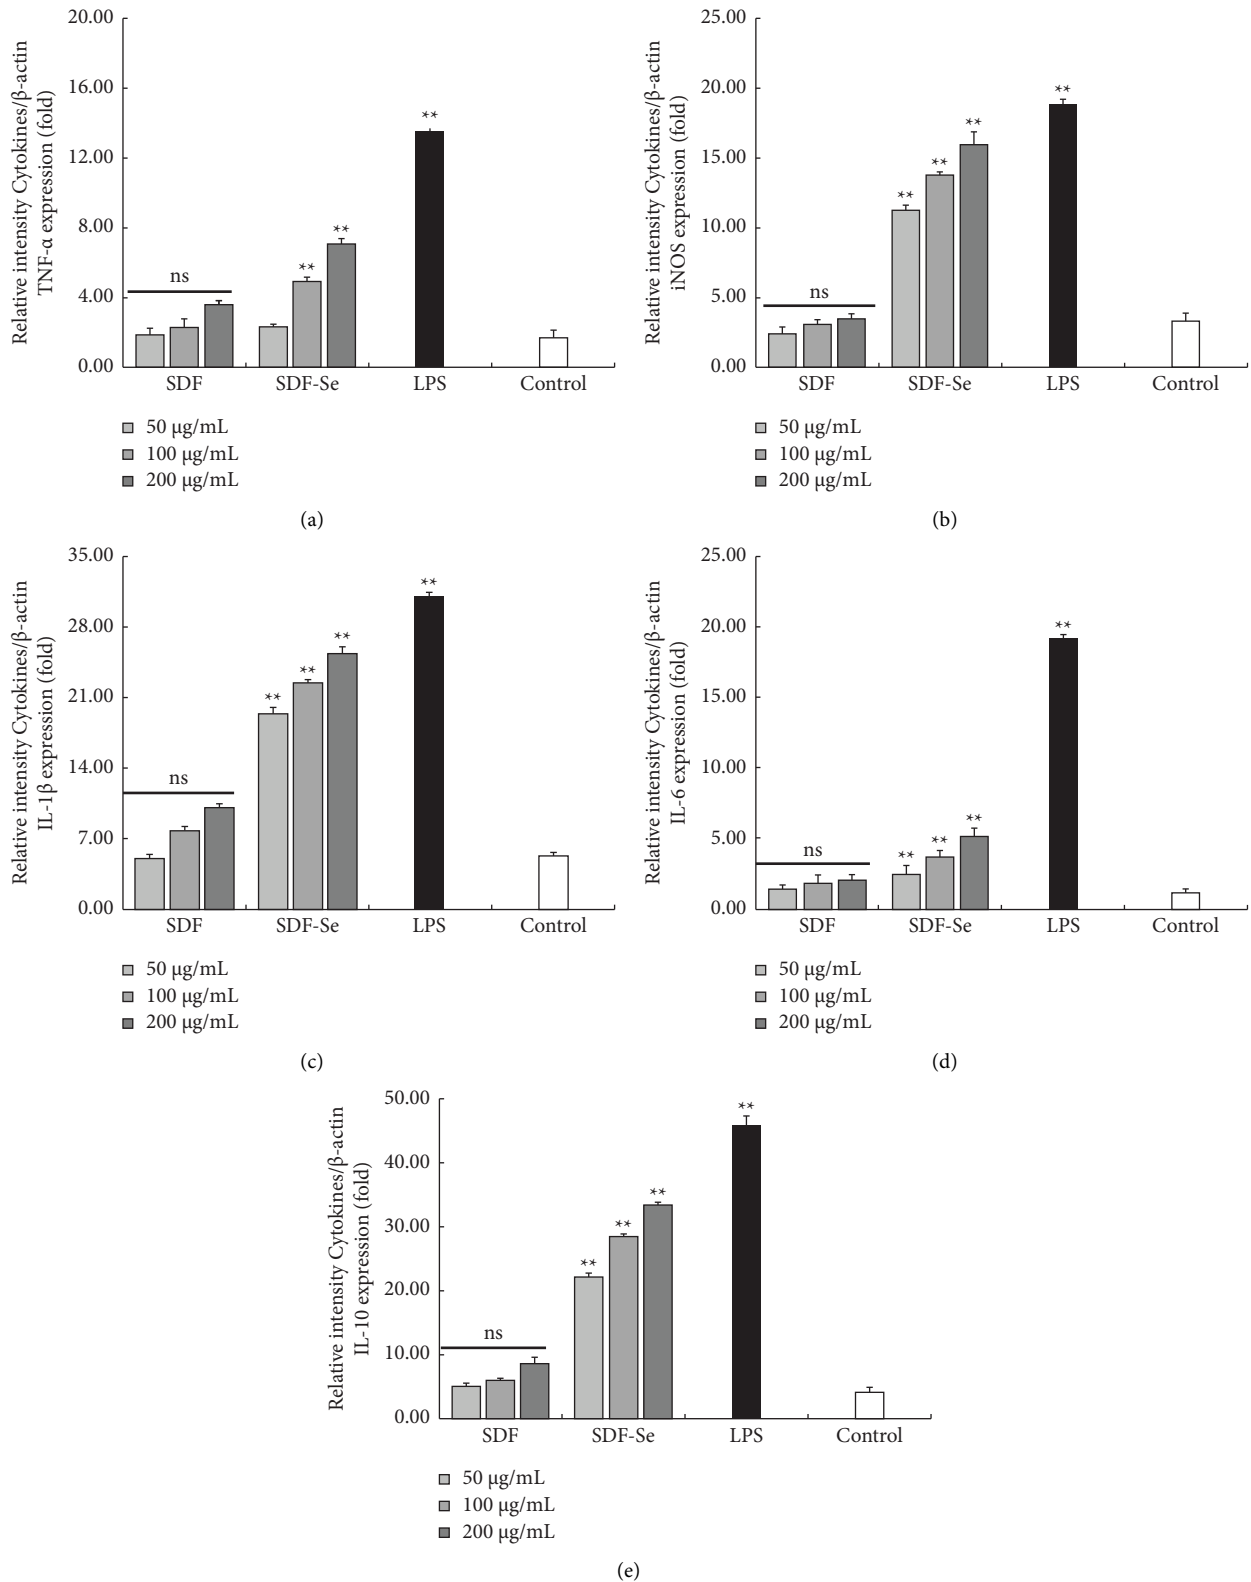 Relative intensity Cytokines/β-actin
TNF-α expression (fold)
20.00
16.00
12.00
8.00
4.00
0.00
ns
**
**
**
SDF
SDF-Se
LPS
Control
50 μg/mL
100 μg/mL
200 μg/mL
(a)
Relative intensity Cytokines/β-actin
iNOS expression (fold)
25.00
20.00
15.00
10.00
5.00
0.00
ns
**
**
**
**
SDF
SDF-Se
LPS
Control
50 μg/mL
100 μg/mL
200 μg/mL
(b)
Relative intensity Cytokines/β-actin
IL-1β expression (fold)
35.00
28.00
21.00
14.00
7.00
0.00
ns
**
**
**
**
SDF
SDF-Se
LPS
Control
50 μg/mL
100 μg/mL
200 μg/mL
(c)
Relative intensity Cytokines/β-actin
IL-6 expression (fold)
25.00
20.00
15.00
10.00
5.00
0.00
ns
**
**
**
**
SDF
SDF-Se
LPS
Control
50 μg/mL
100 μg/mL
200 μg/mL
(d)
Relative intensity Cytokines/β-actin
IL-10 expression (fold)
50.00
40.00
30.00
20.00
10.00
0.00
ns
**
**
**
**
SDF
SDF-Se
LPS
Control
50 μg/mL
100 μg/mL
200 μg/mL
(e)